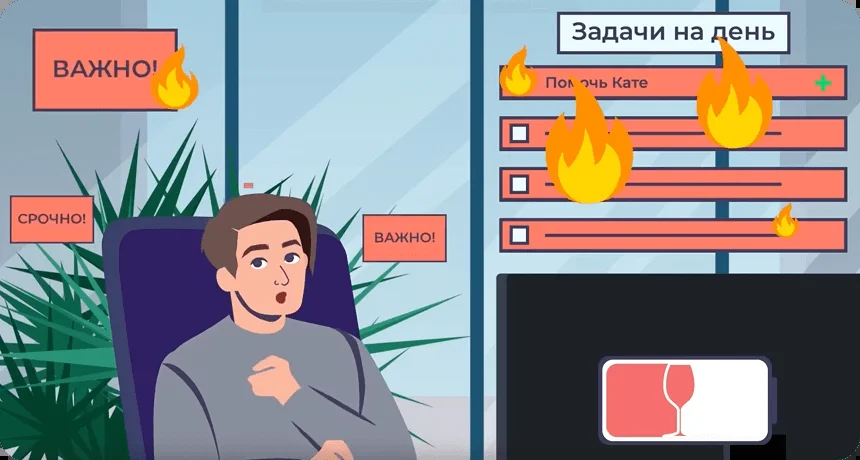 ВАЖНО!
Задачи на день
Помочь Кате
СРОЧНО!
ВАЖНО!